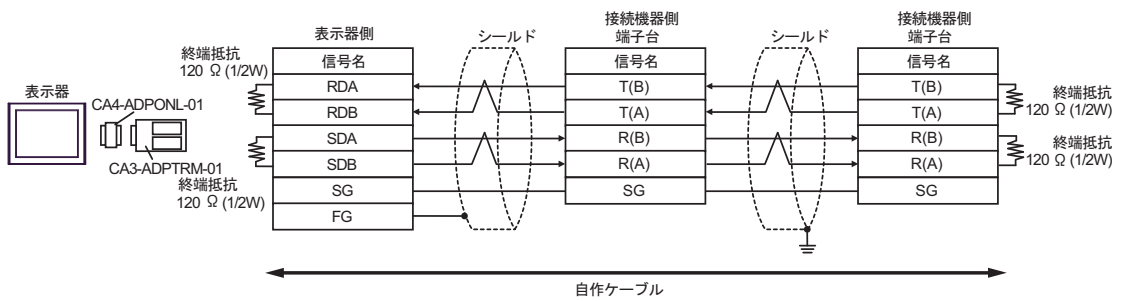 表示器
CA4-ADPONL-01
CA3-ADPTRM-01
終端抵抗
120 Ω (1/2W)
終端抵抗
120 Ω (1/2W)
表示器側
信号名
RDA
RDB
SDA
SDB
SG
FG
シールド
接続機器側
端子台
信号名
T(B)
T(A)
R(B)
R(A)
SG
シールド
接続機器側
端子台
信号名
T(B)
T(A)
R(B)
R(A)
SG
終端抵抗
120 Ω (1/2W)
終端抵抗
120 Ω (1/2W)
自作ケーブル